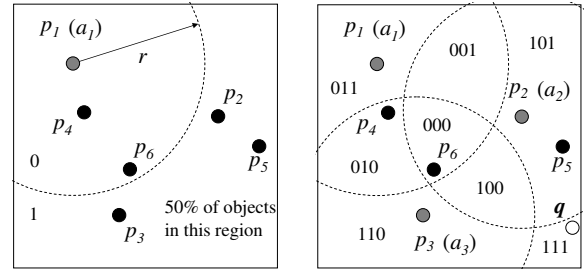 p1 (a1)
r
p2
p4
0
p6
p5
1
50% of objects
in this region
p3
p1 (a1)
001
101
011
p2 (a2)
p4
000
p6
p5
010
100
q
110
p3 (a3)
111